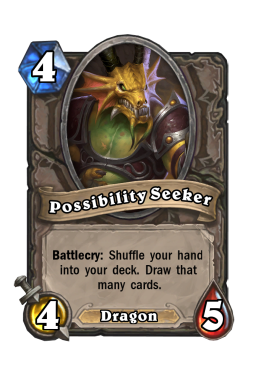 4
Possibility Seeker
Battlecry: Shuffle your hand
into your deck. Draw that
many cards.
4
Dragon
5